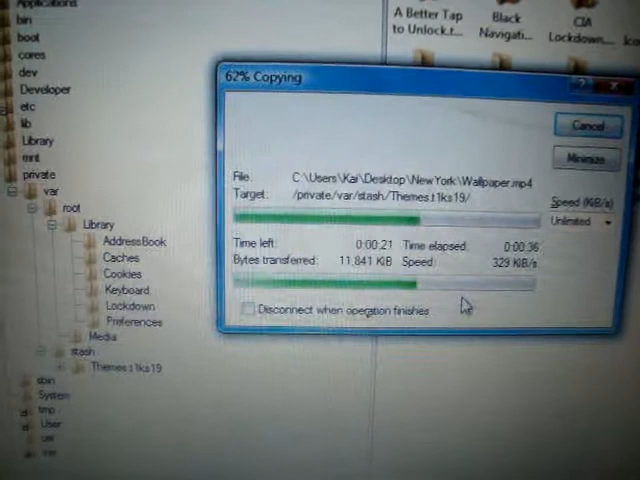 Applications
bin
boot
cores
dev
Developer
etc
lib
Library
mnt
private
var
root
Library
AddressBook
Caches
Cookies
Keyboard
Lockdown
Preferences
Media
stash
Themes.t1ks19
sbin
System
tmp
User
usr
var
A Better Tap
to Unlock.t...
Black
Navigati...
CIA
Lockdown...
62% Copying
Cancel
Minimize
File: C:\Users\Kai\Desktop\NewYork\Wallpaper.mp4
Target: /private/var/stash/Themes.t1ks19/
Speed (KiB/s)
Unlimited
Time left: 0:00:21 Time elapsed: 0:00:36
Bytes transferred: 11.841 KiB Speed: 329 KiB/s
Disconnect when operation finishes